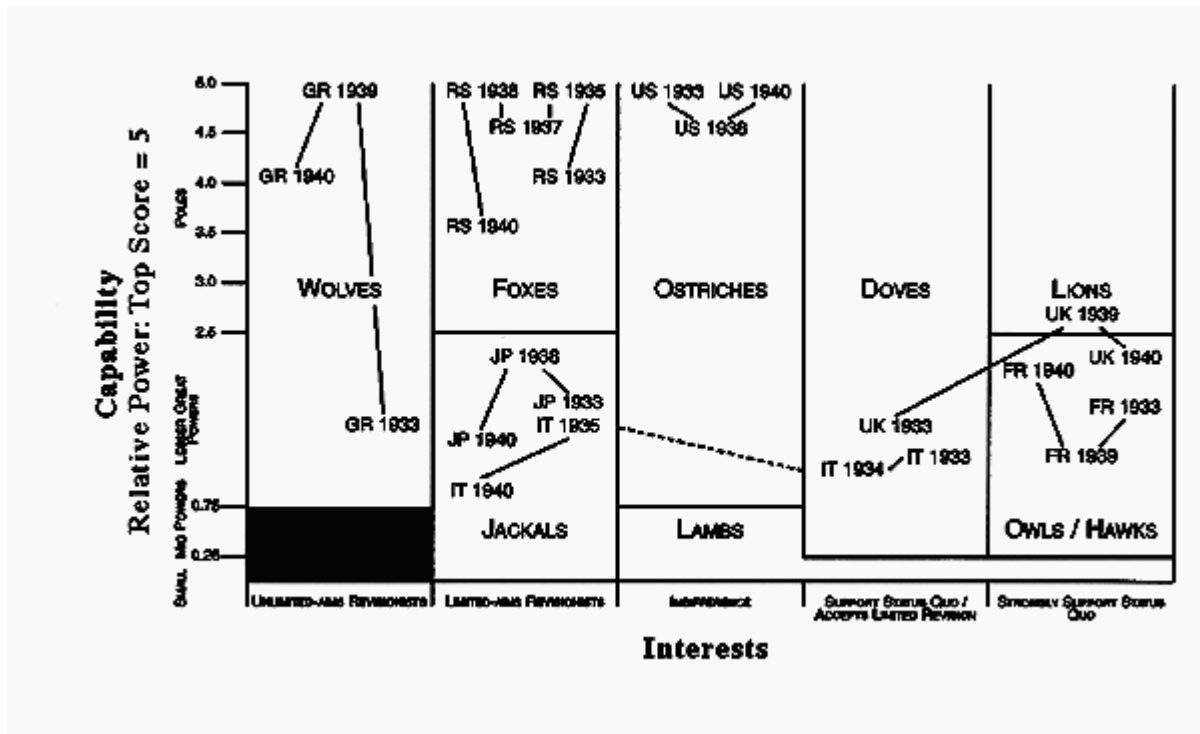 Capability
Relative Power: Top Score = 5
SMALL MID POWERS LESSER GREAT POWERS POLES
5.0
4.5
4.0
3.5
3.0
2.5
0.75
0.25
GR 1939
GR 1940
GR 1933
WOLVES
RS 1938 RS 1935
RS 1937
RS 1933
RS 1940
FOXES
JP 1938
JP 1933
IT 1935
JP 1940
IT 1940
JACKALS
US 1933 US 1940
US 1938
OSTRICHES
LAMBS
DOVES
UK 1933
IT 1934 IT 1933
LIONS
UK 1939
UK 1940
FR 1940
FR 1933
FR 1939
OWLS / HAWKS
UNLIMITED-AIMS REVISIONISTS
LIMITED-AIMS REVISIONISTS
INDIFFERENCE
SUPPORT STATUS QUO /
ACCEPTS LIMITED REVISION
STRONGLY SUPPORT STATUS
QUO
Interests